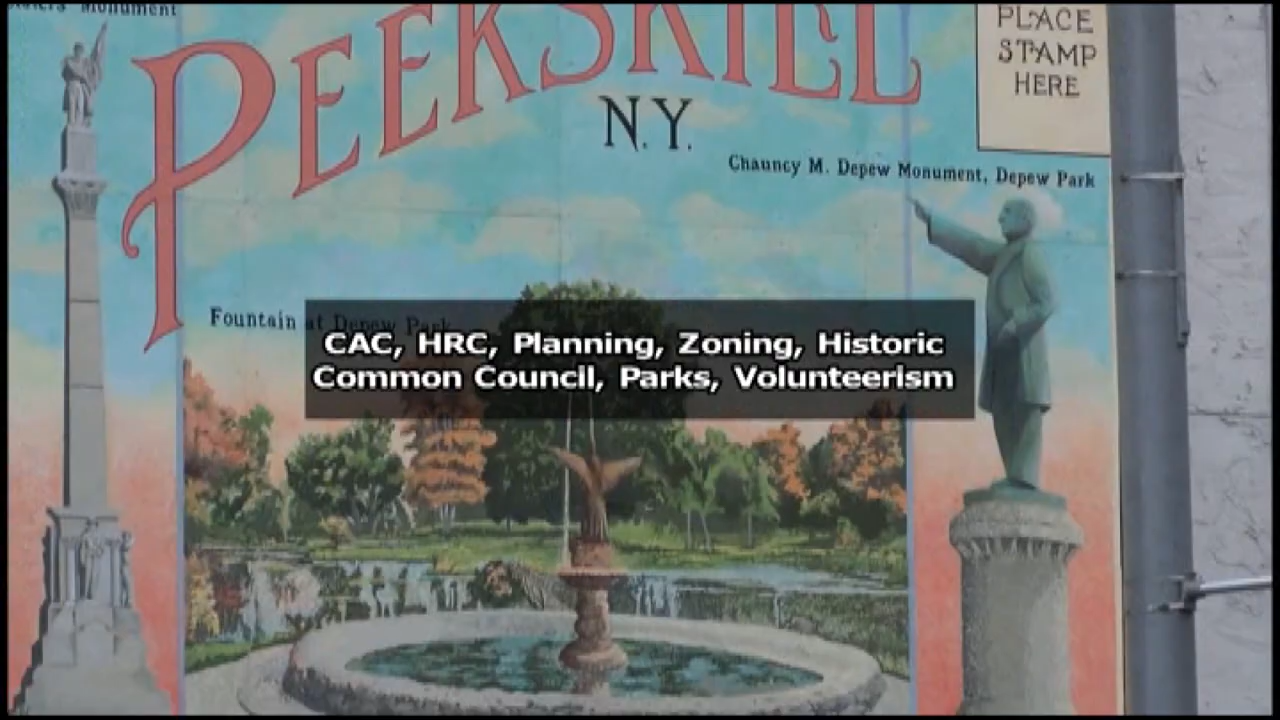 Monument
PEEKSKILL
N.Y.
PLACE
STAMP
HERE
Chauncy M. Depew Monument, Depew Park
Fountain at Depew Park
CAC, HRC, Planning, Zoning, Historic
Common Council, Parks, Volunteerism